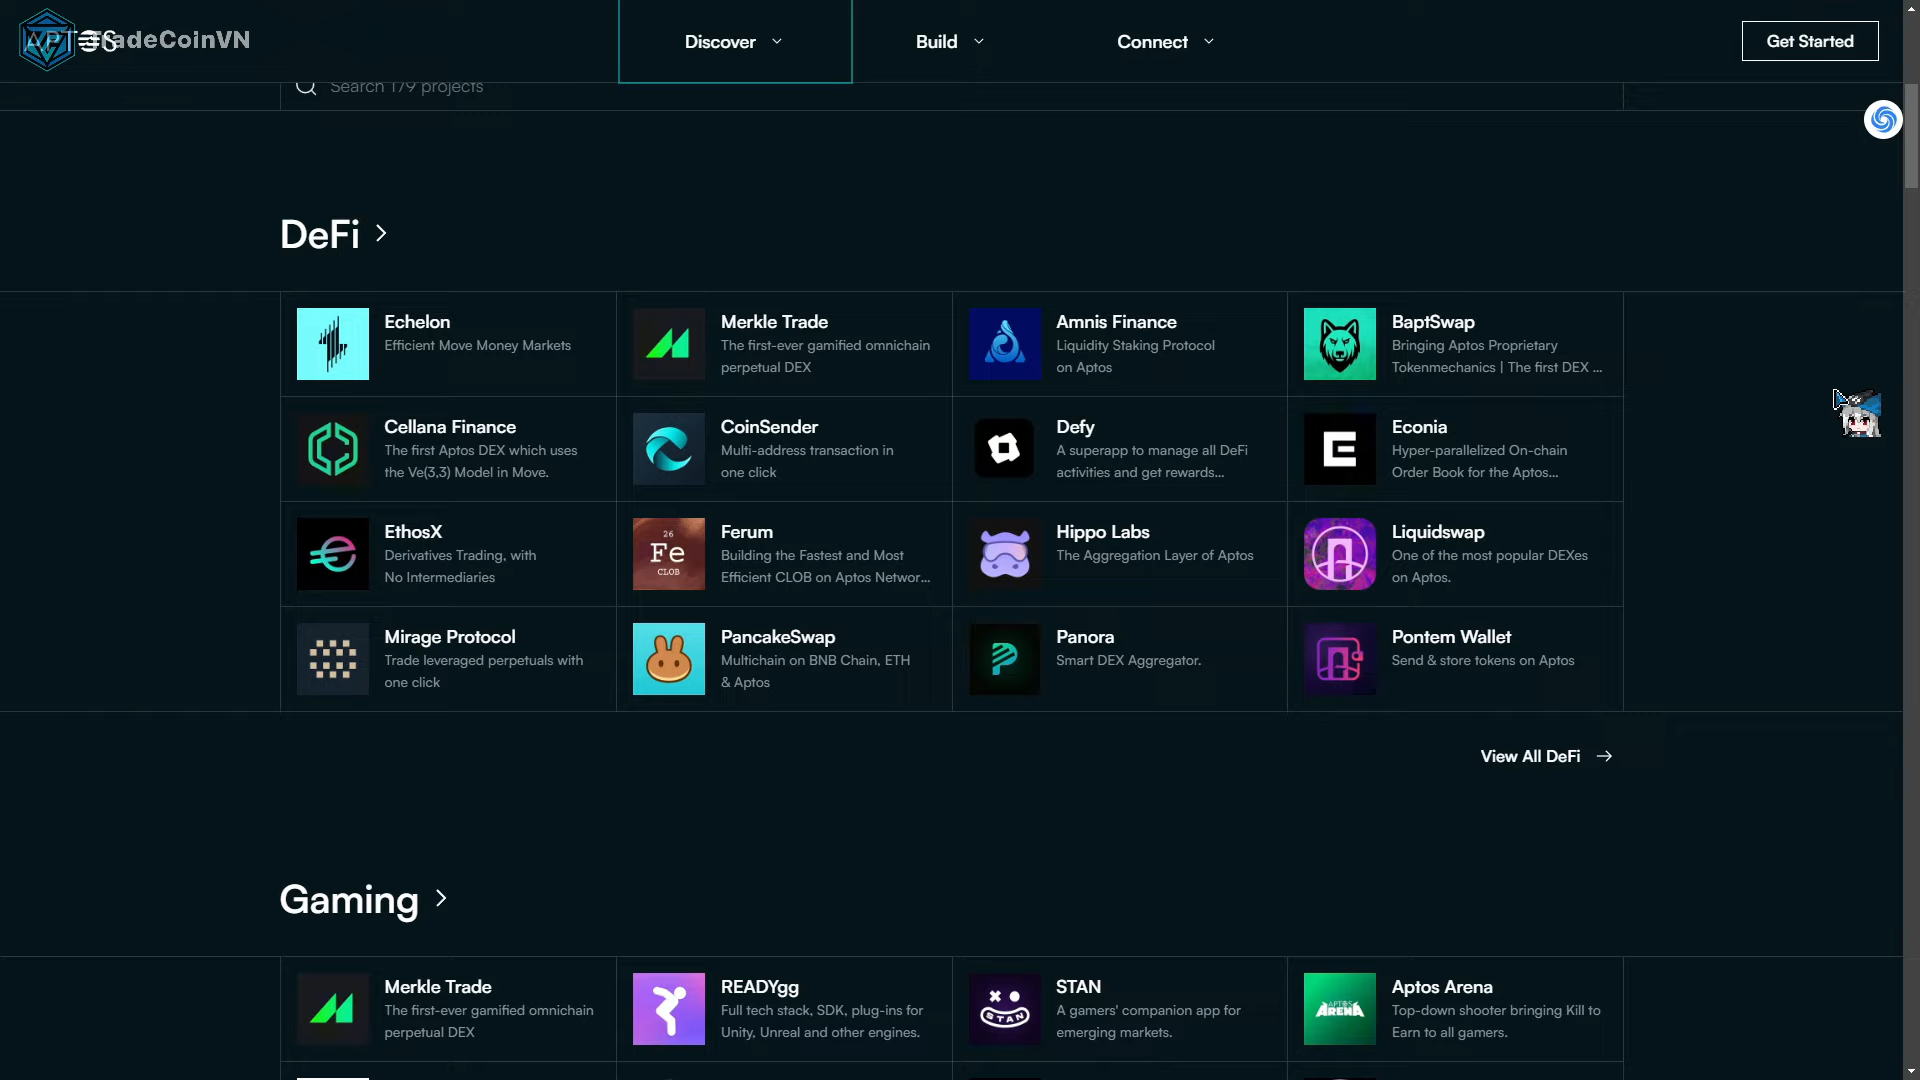 APTOS
TradeCoinVN
Discover
Build
Connect
Get Started
Search 179 projects
DeFi
Echelon
Efficient Move Money Markets
Merkle Trade
The first-ever gamified omnichain
perpetual DEX
Amnis Finance
Liquidity Staking Protocol
on Aptos
BaptSwap
Bringing Aptos Proprietary
Tokenmechanics | The first DEX ...
Cellana Finance
The first Aptos DEX which uses
the Ve(3,3) Model in Move.
CoinSender
Multi-address transaction in
one click
Defy
A superapp to manage all DeFi
activities and get rewards...
Econia
Hyper-parallelized On-chain
Order Book for the Aptos...
EthosX
Derivatives Trading, with
No Intermediaries
26
Fe
CLOB
Ferum
Building the Fastest and Most
Efficient CLOB on Aptos Networ...
Hippo Labs
The Aggregation Layer of Aptos
Liquidswap
One of the most popular DEXes
on Aptos.
Mirage Protocol
Trade leveraged perpetuals with
one click
PancakeSwap
Multichain on BNB Chain, ETH
& Aptos
Panora
Smart DEX Aggregator.
Pontem Wallet
Send & store tokens on Aptos
View All DeFi
Gaming
Merkle Trade
The first-ever gamified omnichain
perpetual DEX
READYgg
Full tech stack, SDK, plug-ins for
Unity, Unreal and other engines.
STAN
STAN
A gamers' companion app for
emerging markets.
APTOS
ARENA
Aptos Arena
Top-down shooter bringing Kill to
Earn to all gamers.